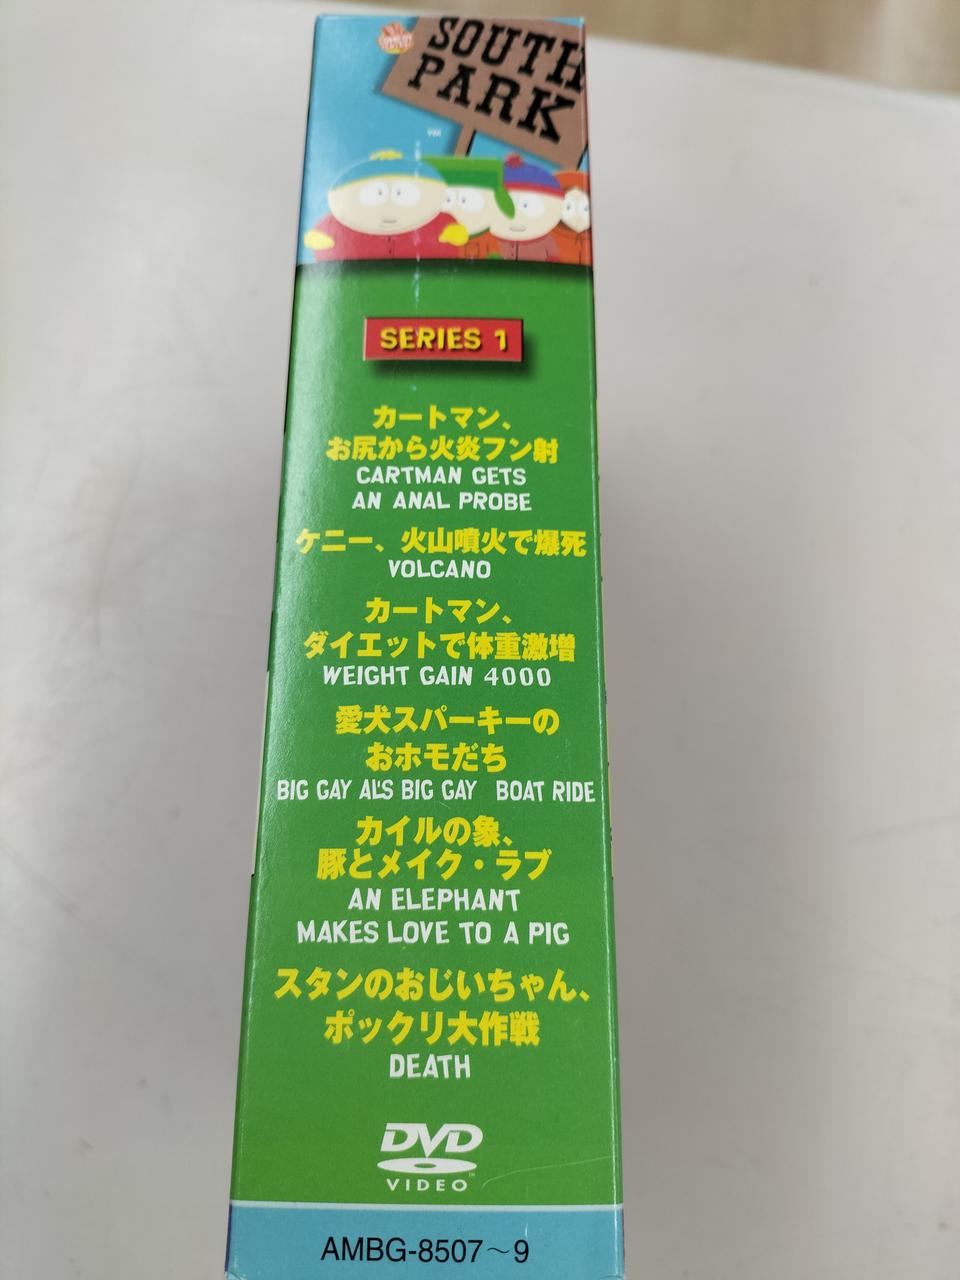 COMEDY
CENTRAL
SOUTH
PARK
TM
SERIES 1
カートマン、
お尻から火炎フン射
CARTMAN GETS
AN ANAL PROBE
ケニー、火山噴火で爆死
VOLCANO
カートマン、
ダイエットで体重激増
WEIGHT GAIN 4000
愛犬スパーキーの
おホモだち
BIG GAY AL'S BIG GAY BOAT RIDE
カイルの象、
豚とメイク・ラブ
AN ELEPHANT
MAKES LOVE TO A PIG
スタンのおじいちゃん、
ポックリ大作戦
DEATH
DVD
VIDEO
TM
AMBG-8507～9